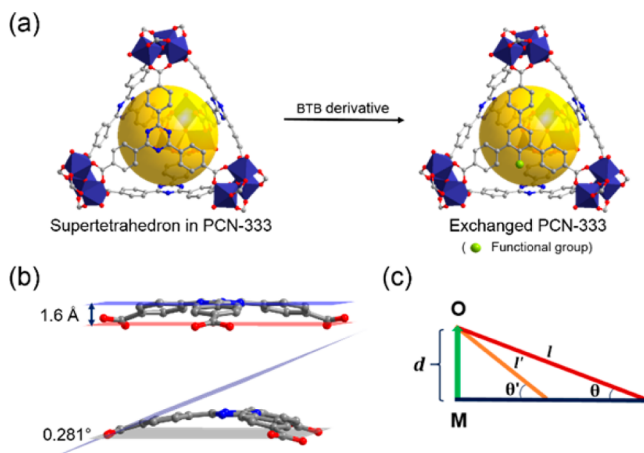 (a)
BTB derivative
Supertetrahedron in PCN-333
Exchanged PCN-333
( Functional group)
(b)
1.6 Å
0.281°
(c)
O
d
l'
l
θ'
θ
M